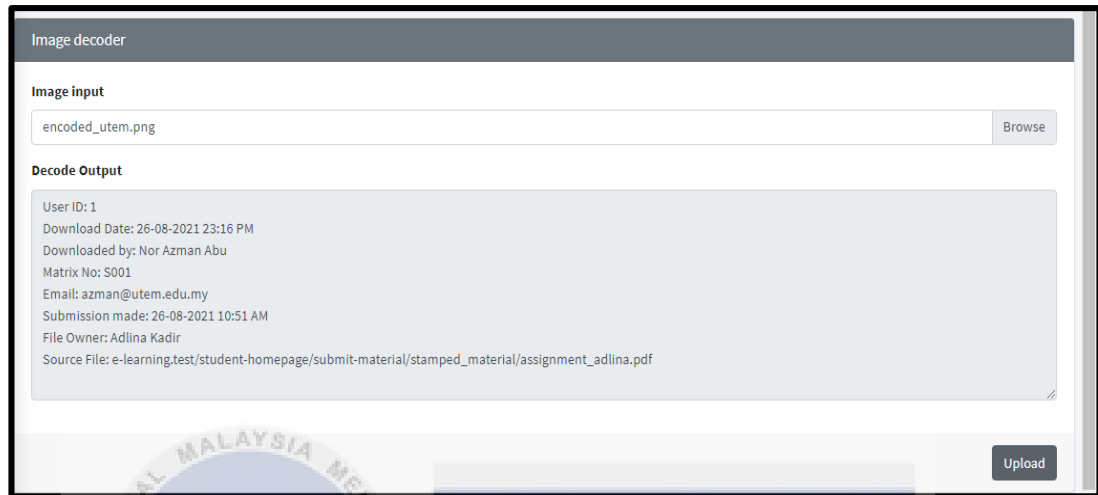 Image decoder
Image input
encoded_utem.png
Browse
Decode Output
User ID: 1
Download Date: 26-08-2021 23:16 PM
Downloaded by: Nor Azman Abu
Matrix No: S001
Email: azman@utem.edu.my
Submission made: 26-08-2021 10:51 AM
File Owner: Adlina Kadir
Source File: e-learning.test/student-homepage/submit-material/stamped_material/assignment_adlina.pdf
Upload
AL MALAYSIA ME